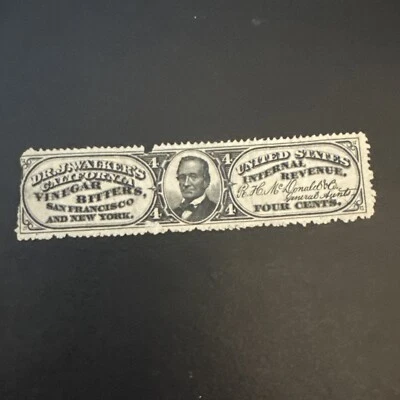 DR. J. WALKER'S
CALIFORNIA
VINEGAR
BITTERS.
SAN FRANCISCO
AND NEW YORK.
4 4
4 4
UNITED STATES
INTERNAL
REVENUE.
R. H. McDonald & Co.
General Agents
FOUR CENTS.